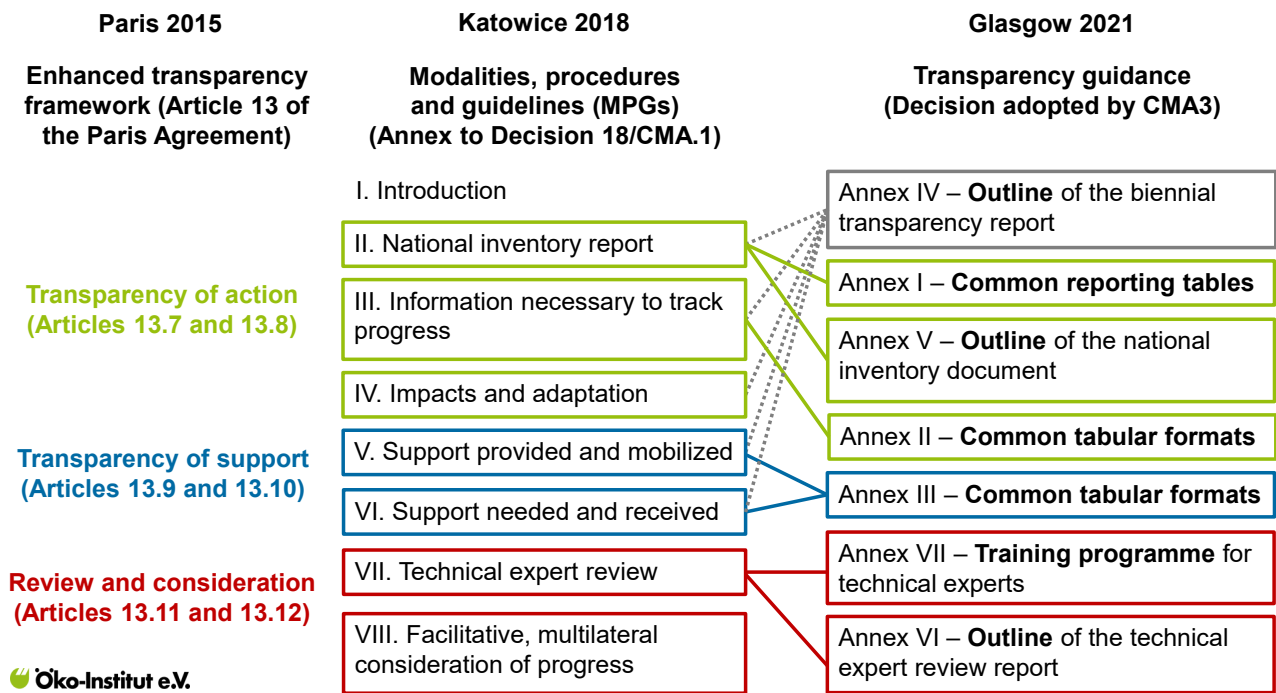 Paris 2015
Enhanced transparency
framework (Article 13 of
the Paris Agreement)
Transparency of action
(Articles 13.7 and 13.8)
Transparency of support
(Articles 13.9 and 13.10)
Review and consideration
(Articles 13.11 and 13.12)
Öko-Institut e.V.
Katowice 2018
Modalities, procedures
and guidelines (MPGs)
(Annex to Decision 18/CMA.1)
I. Introduction
II. National inventory report
III. Information necessary to track
progress
IV. Impacts and adaptation
V. Support provided and mobilized
VI. Support needed and received
VII. Technical expert review
VIII. Facilitative, multilateral
consideration of progress
Glasgow 2021
Transparency guidance
(Decision adopted by CMA3)
Annex IV – Outline of the biennial
transparency report
Annex I – Common reporting tables
Annex V – Outline of the national
inventory document
Annex II – Common tabular formats
Annex III – Common tabular formats
Annex VII – Training programme for
technical experts
Annex VI – Outline of the technical
expert review report